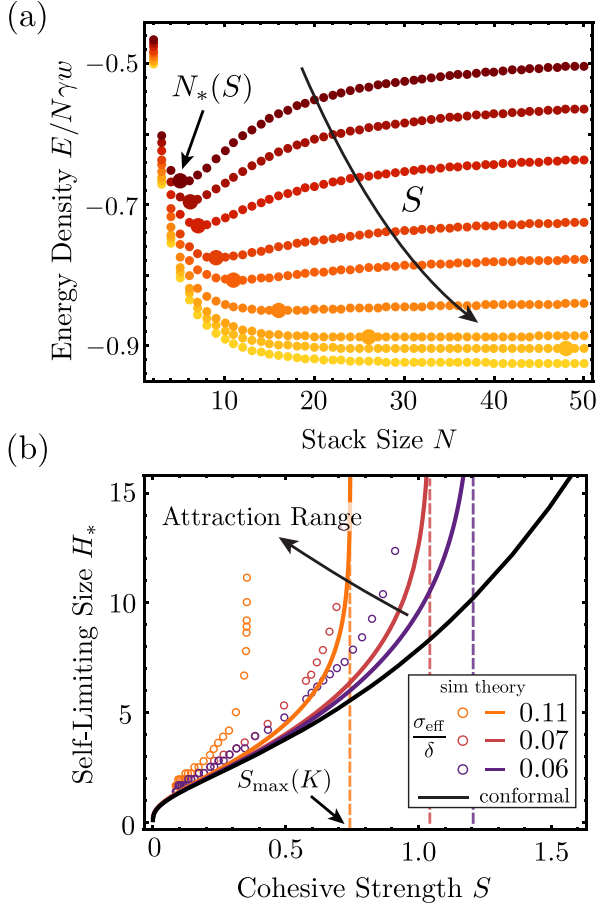 (a)
Energy Density E/Nγw
−0.5
−0.7
−0.9
N∗(S)
S
0
10
20
30
40
50
Stack Size N
(b)
Self-Limiting Size H∗
15
10
5
0
Attraction Range
Smax(K)
sim theory
σeff/δ
0.11
0.07
0.06
conformal
0
0.5
1.0
1.5
Cohesive Strength S